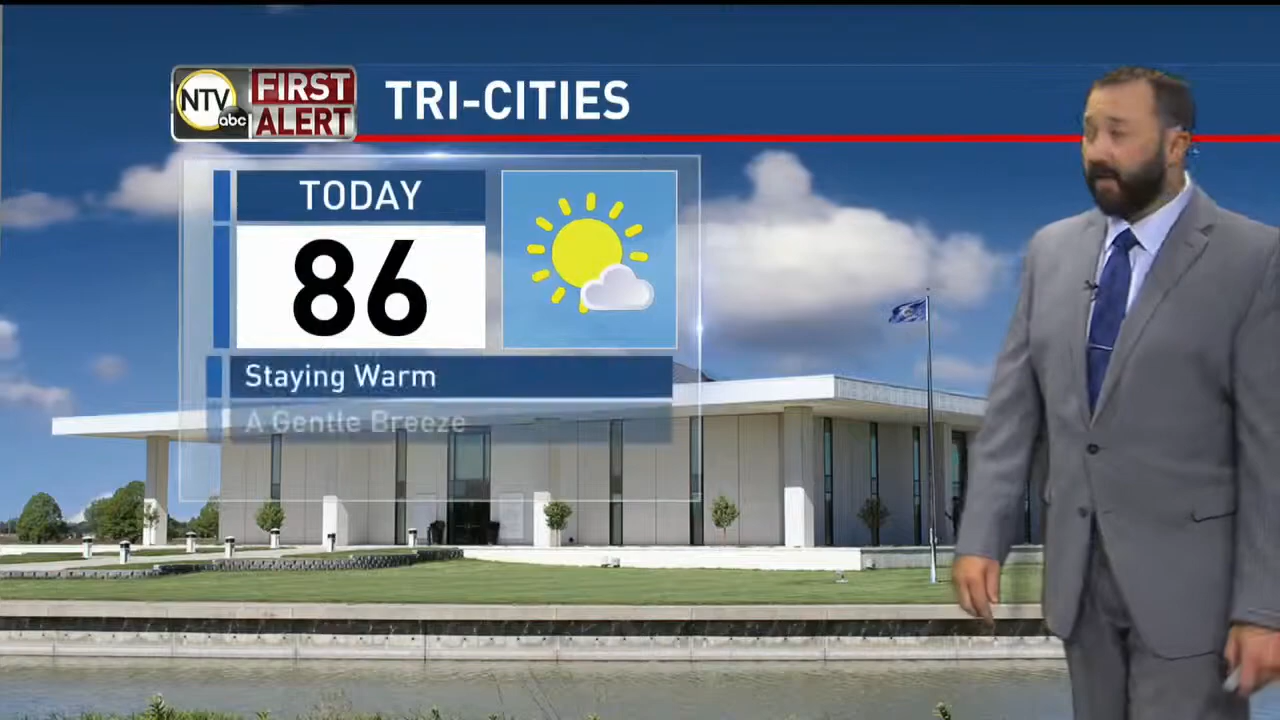 NTV
abc
FIRST
ALERT
TRI-CITIES
TODAY
86
Staying Warm
A Gentle Breeze